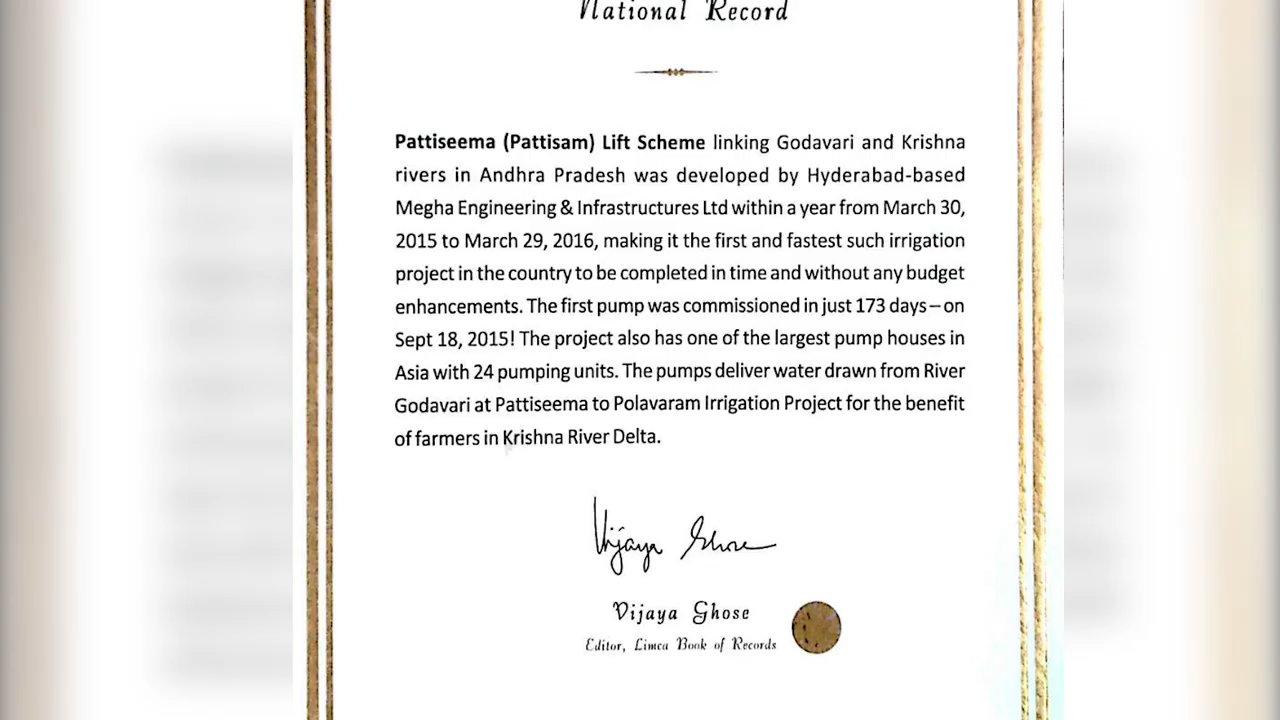 National Record
Pattiseema (Pattisam) Lift Scheme linking Godavari and Krishna
rivers in Andhra Pradesh was developed by Hyderabad-based
Megha Engineering & Infrastructures Ltd within a year from March 30,
2015 to March 29, 2016, making it the first and fastest such irrigation
project in the country to be completed in time and without any budget
enhancements. The first pump was commissioned in just 173 days – on
Sept 18, 2015! The project also has one of the largest pump houses in
Asia with 24 pumping units. The pumps deliver water drawn from River
Godavari at Pattiseema to Polavaram Irrigation Project for the benefit
of farmers in Krishna River Delta.
Vijaya Ghose
Vijaya Ghose
Editor, Limca Book of Records